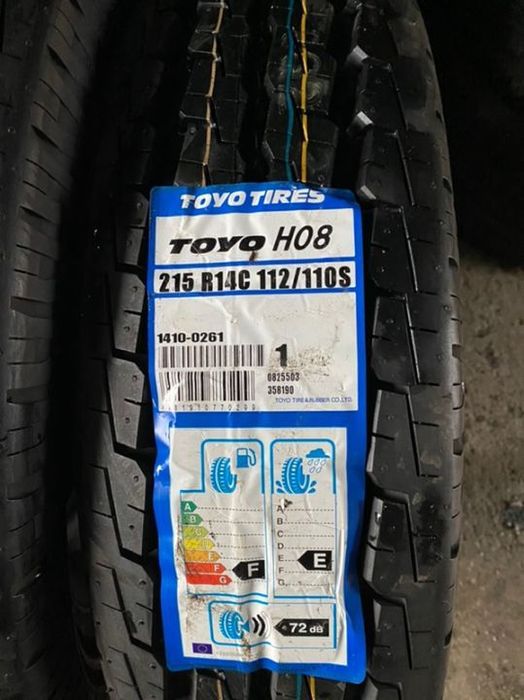 TOYO TIRES
TOYO H08
215 R14C 112/110S
1410-0261
1
0825503
358190
TOYO TIRE & RUBBER CO.,LTD.
A
B
C
D
E
F
G
F
A
B
C
D
E
F
G
E
72 dB